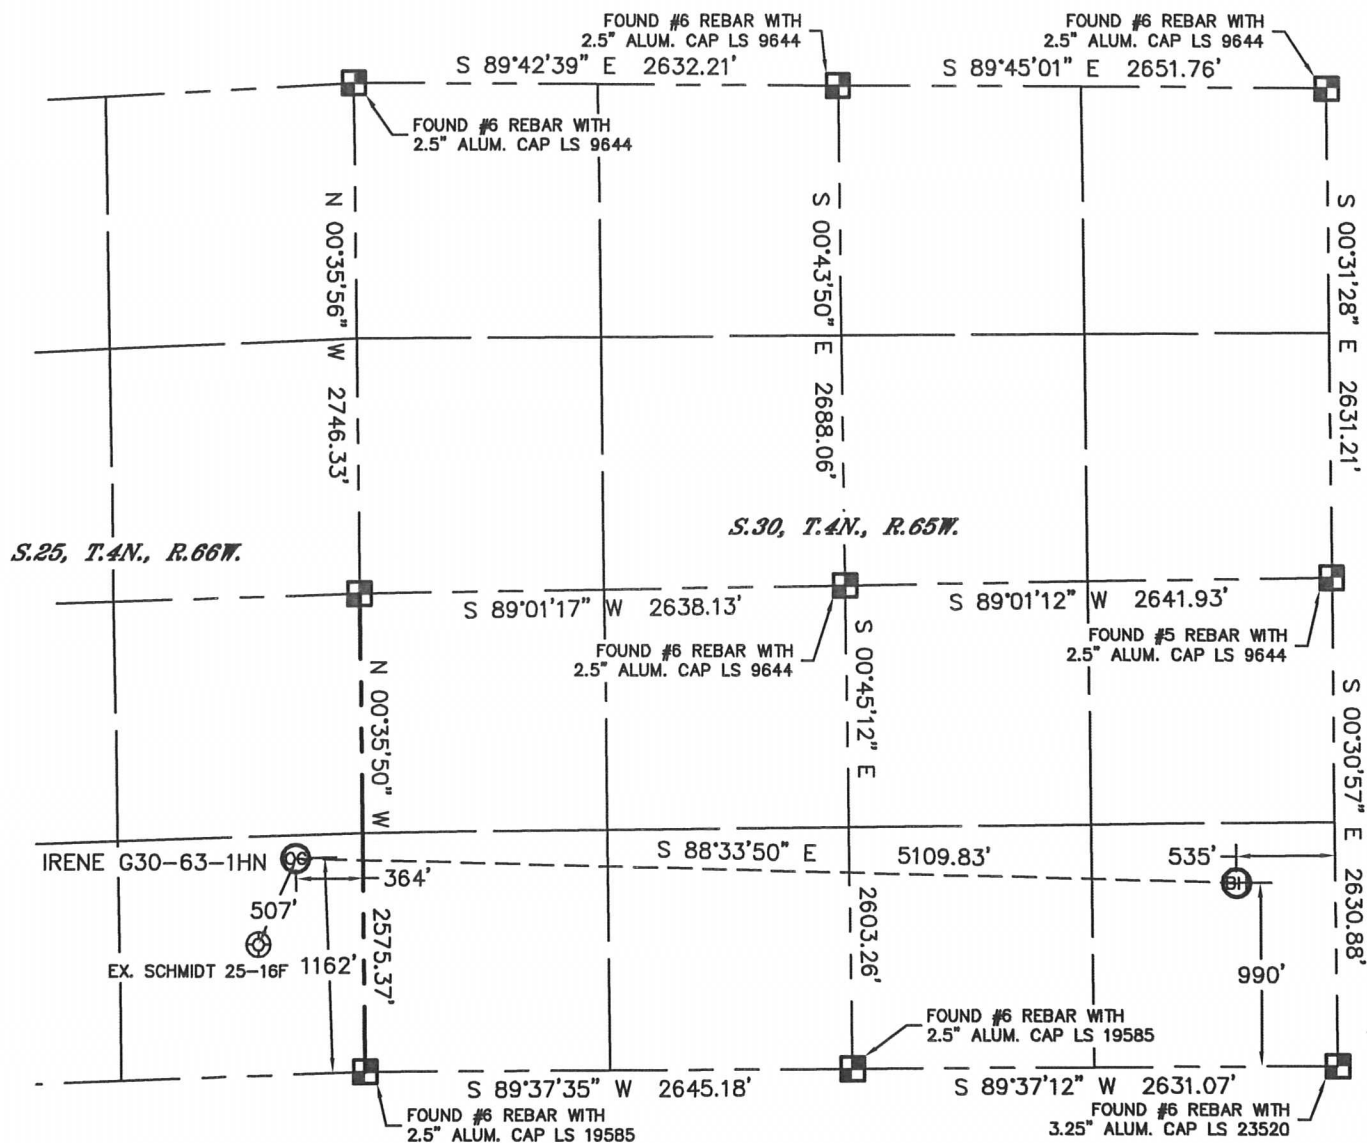 FOUND #6 REBAR WITH
2.5" ALUM. CAP LS 9644
FOUND #6 REBAR WITH
2.5" ALUM. CAP LS 9644
S 89°42'39" E 2632.21'
S 89°45'01" E 2651.76'
FOUND #6 REBAR WITH
2.5" ALUM. CAP LS 9644
N 00°35'56" W 2746.33'
S 00°43'50" E 2688.06'
S 00°31'28" E 2631.21'
S.25, T.4N., R.66W.
S.30, T.4N., R.65W.
S 89°01'17" W 2638.13'
S 89°01'12" W 2641.93'
FOUND #6 REBAR WITH
2.5" ALUM. CAP LS 9644
FOUND #5 REBAR WITH
2.5" ALUM. CAP LS 9644
N 00°35'50" W 2575.37'
S 00°45'12" E 2603.26'
S 00°30'57" E 2630.88'
IRENE G30-63-1HN
OG
S 88°33'50" E 5109.83'
535'
364'
BH
507'
EX. SCHMIDT 25-16F
1162'
990'
FOUND #6 REBAR WITH
2.5" ALUM. CAP LS 19585
S 89°37'35" W 2645.18'
S 89°37'12" W 2631.07'
FOUND #6 REBAR WITH
2.5" ALUM. CAP LS 19585
FOUND #6 REBAR WITH
3.25" ALUM. CAP LS 23520